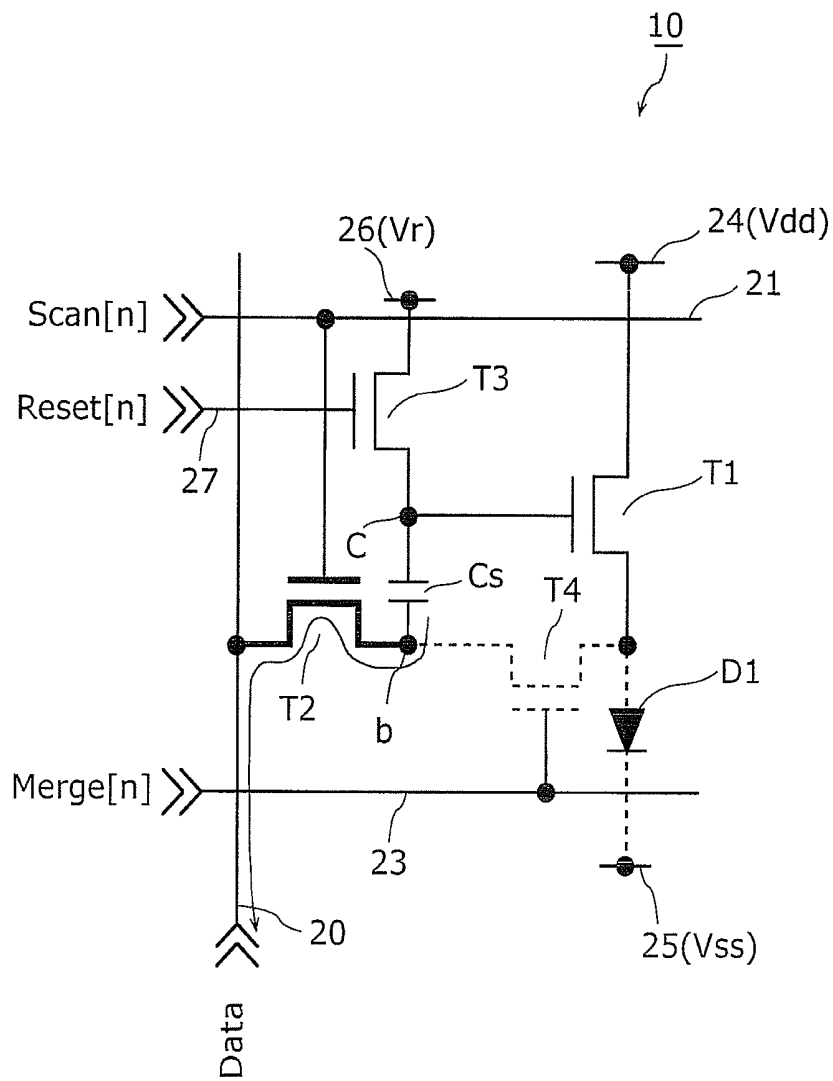 10
26(Vr)
24(Vdd)
Scan[n]
21
Reset[n]
T3
27
T1
C
Cs
T4
T2
D1
b
Merge[n]
23
20
25(Vss)
Data